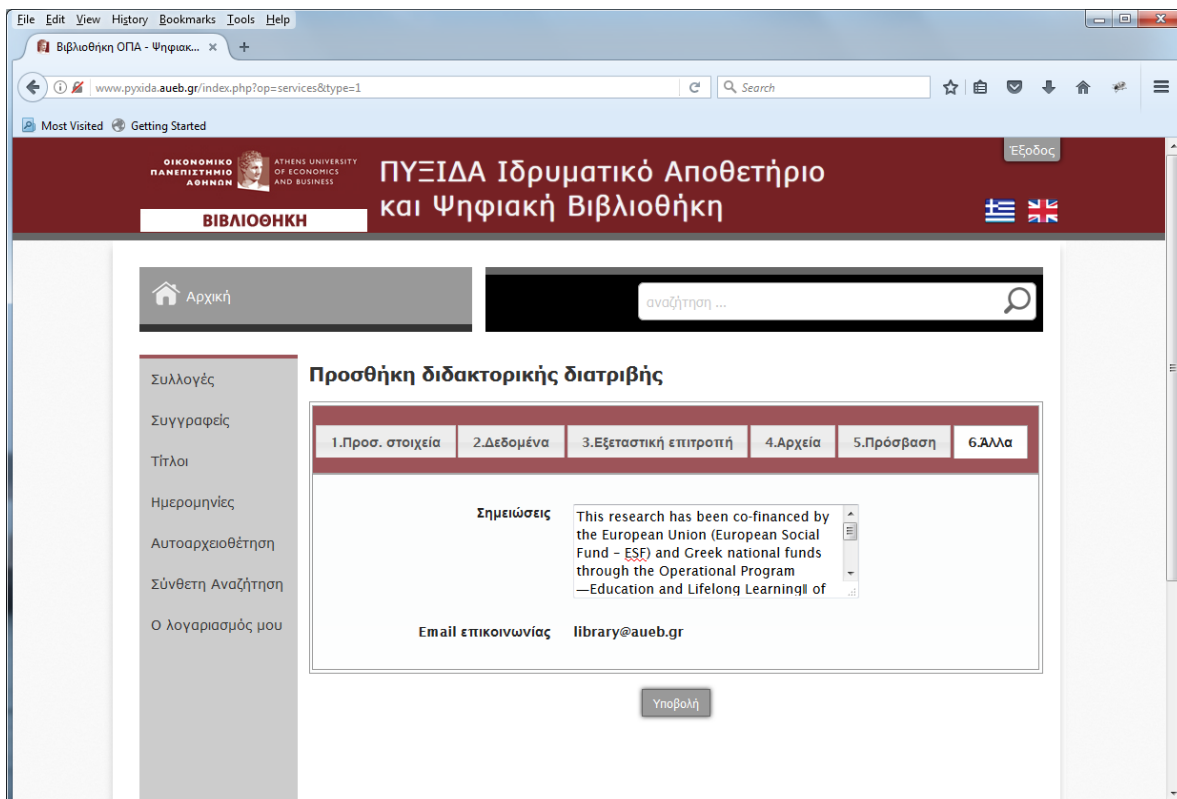 File Edit View History Bookmarks Tools Help
Βιβλιοθήκη ΟΠΑ - Ψηφιακ...
www.pyxida.aueb.gr/index.php?op=services&type=1
Search
Most Visited Getting Started
Έξοδος
ΟΙΚΟΝΟΜΙΚΟ
ΠΑΝΕΠΙΣΤΗΜΙΟ
ΑΘΗΝΩΝ
ATHENS UNIVERSITY
OF ECONOMICS
AND BUSINESS
ΒΙΒΛΙΟΘΗΚΗ
ΠΥΞΙΔΑ Ιδρυματικό Αποθετήριο
και Ψηφιακή Βιβλιοθήκη
Αρχική
αναζήτηση ...
Συλλογές
Συγγραφείς
Τίτλοι
Ημερομηνίες
Αυτοαρχειοθέτηση
Σύνθετη Αναζήτηση
Ο λογαριασμός μου
Προσθήκη διδακτορικής διατριβής
1.Προσ. στοιχεία 2.Δεδομένα 3.Εξεταστική επιτροπή 4.Αρχεία 5.Πρόσβαση 6.Άλλα
Σημειώσεις
This research has been co-financed by
the European Union (European Social
Fund – ESF) and Greek national funds
through the Operational Program
―Education and Lifelong Learning‖ of
Email επικοινωνίας library@aueb.gr
Υποβολή